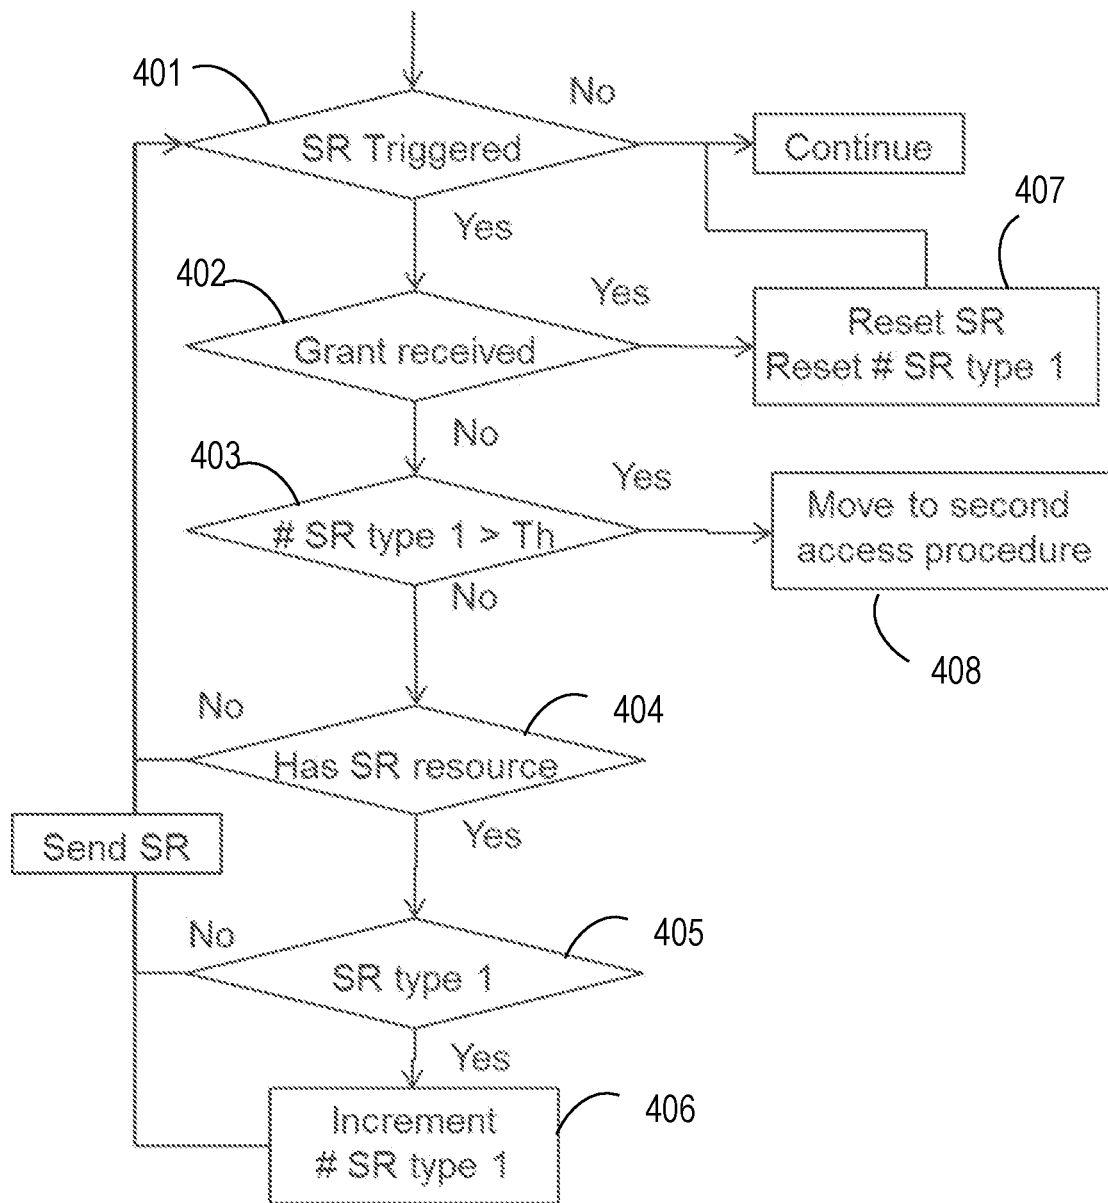 401
No
SR Triggered
Continue
407
Yes
402
Yes
Grant received
Reset SR
Reset # SR type 1
No
403
Yes
# SR type 1 > Th
Move to second
access procedure
No
408
No
404
Has SR resource
Send SR
Yes
No
405
SR type 1
Yes
406
Increment
# SR type 1